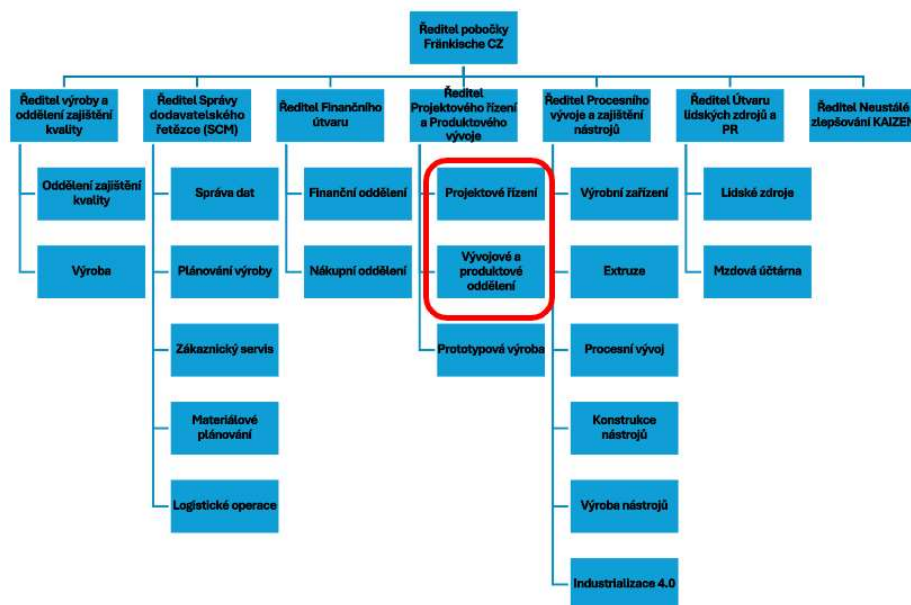 Ředitel pobočky
Fränkische CZ
Ředitel výroby a
oddělení zajištění
kvality
Ředitel Správy
dodavatelského
řetězce (SCM)
Ředitel Finančního
útvaru
Ředitel
Projektového řízení
a Produktového
vývoje
Ředitel Procesního
vývoje a zajištění
nástrojů
Ředitel Útvaru
lidských zdrojů a
PR
Ředitel Neustálé
zlepšování KAIZEN
Oddělení zajištění
kvality
Správa dat
Finanční oddělení
Projektové řízení
Výrobní zařízení
Lidské zdroje
Výroba
Plánování výroby
Nákupní oddělení
Vývojové a
produktové
oddělení
Extruze
Mzdová účtárna
Zákaznický servis
Prototypová výroba
Procesní vývoj
Materiálové
plánování
Konstrukce
nástrojů
Logistické operace
Výroba nástrojů
Industrializace 4.0